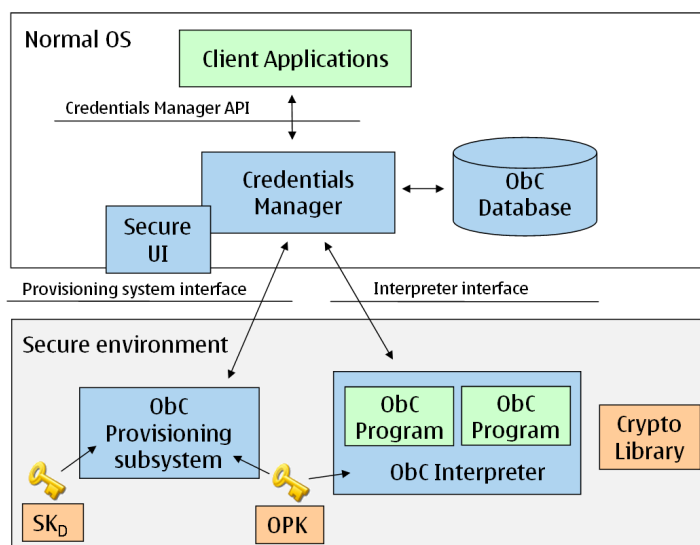 Normal OS
Client Applications
Credentials Manager API
Credentials
Manager
ObC
Database
Secure
UI
Provisioning system interface
Interpreter interface
Secure environment
ObC
Provisioning
subsystem
ObC
Program
ObC
Program
ObC Interpreter
Crypto
Library
SK_D
OPK